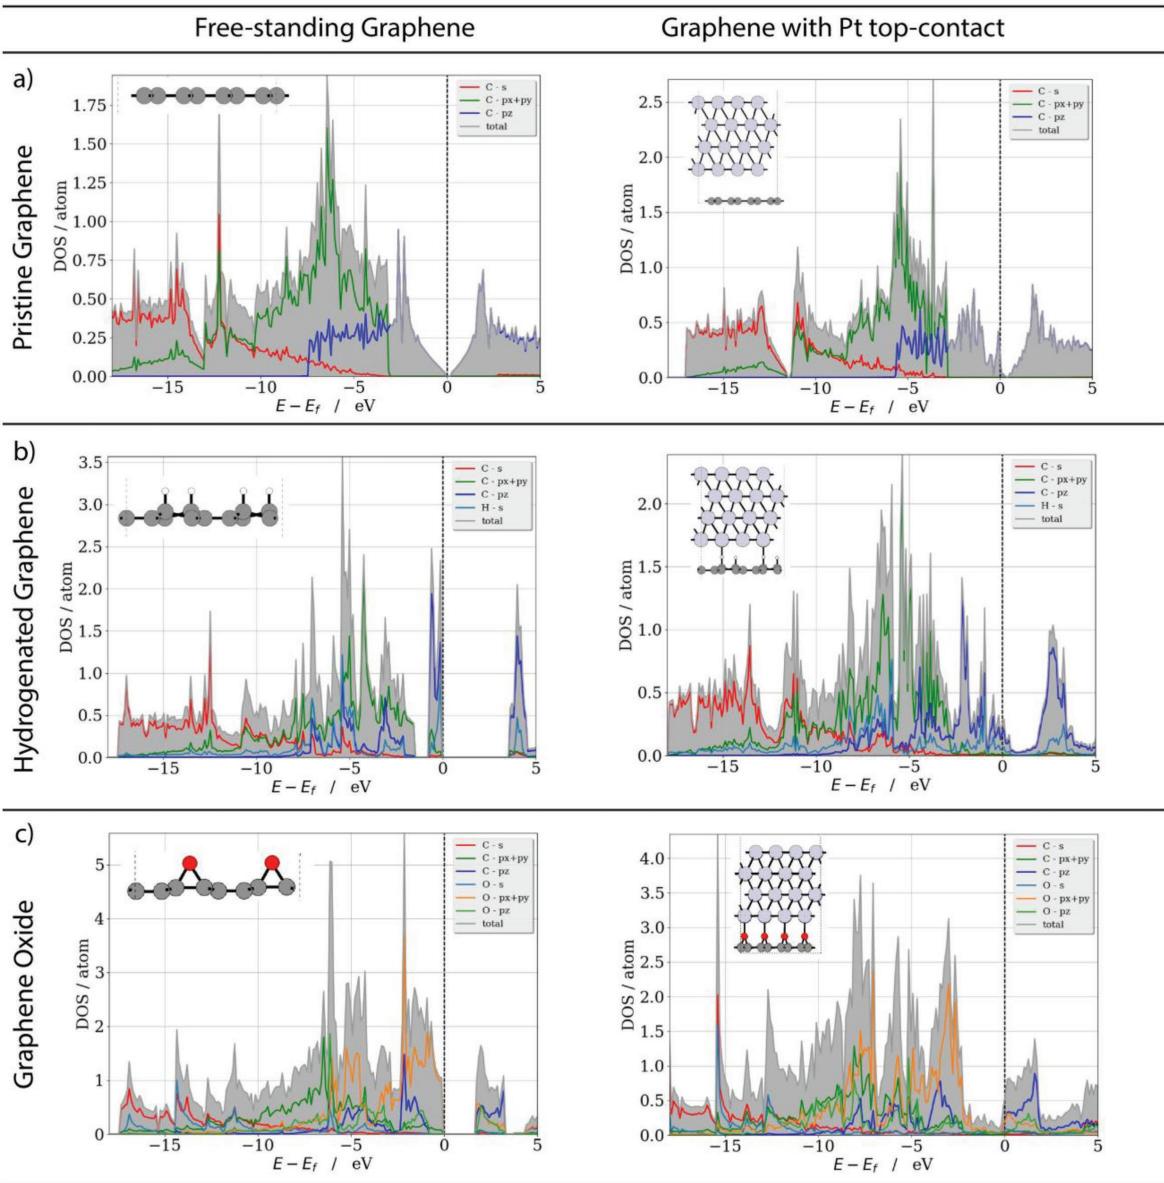 Free-standing Graphene
Graphene with Pt top-contact
Pristine Graphene
a)
DOS / atom
1.75
1.50
1.25
1.00
0.75
0.50
0.25
0.00
C - s
C - px+py
C - pz
total
−15 −10 −5 0 5
E − E_f / eV
DOS / atom
2.5
2.0
1.5
1.0
0.5
0.0
C - s
C - px+py
C - pz
total
−15 −10 −5 0 5
E − E_f / eV
Hydrogenated Graphene
b)
DOS / atom
3.5
3.0
2.5
2.0
1.5
1.0
0.5
0.0
C - s
C - px+py
C - pz
H - s
total
−15 −10 −5 0 5
E − E_f / eV
DOS / atom
2.0
1.5
1.0
0.5
0.0
C - s
C - px+py
C - pz
H - s
total
−15 −10 −5 0 5
E − E_f / eV
Graphene Oxide
c)
DOS / atom
5
4
3
2
1
0
C - s
C - px+py
C - pz
O - s
O - px+py
O - pz
total
−15 −10 −5 0 5
E − E_f / eV
DOS / atom
4.0
3.5
3.0
2.5
2.0
1.5
1.0
0.5
0.0
C - s
C - px+py
C - pz
O - s
O - px+py
O - pz
total
−15 −10 −5 0 5
E − E_f / eV